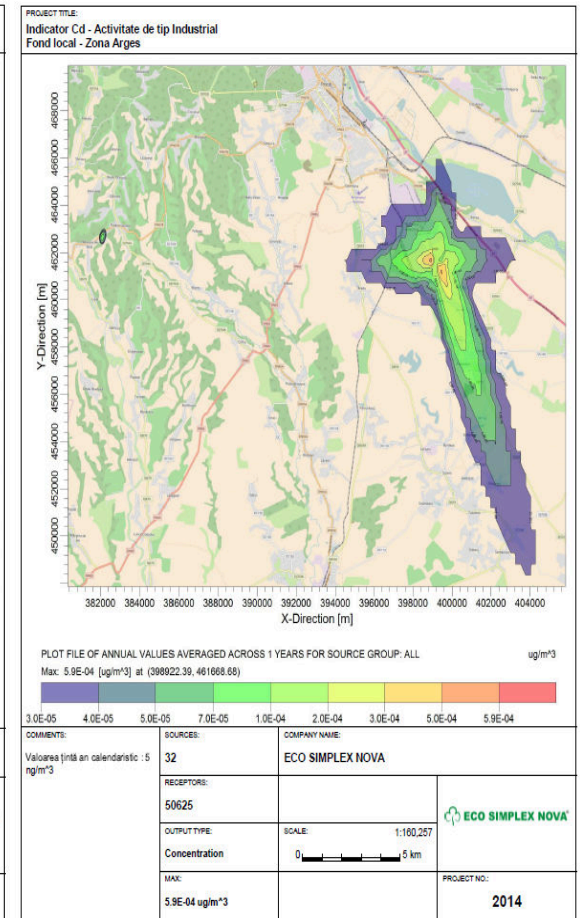 PROJECT TITLE:
Indicator Cd - Activitate de tip Industrial
Fond local - Zona Arges
Y-Direction [m]
468000
466000
464000
462000
460000
458000
456000
454000
452000
450000
382000 384000 386000 388000 390000 392000 394000 396000 398000 400000 402000 404000
X-Direction [m]
PLOT FILE OF ANNUAL VALUES AVERAGED ACROSS 1 YEARS FOR SOURCE GROUP: ALL
ug/m^3
Max: 5.9E-04 [ug/m^3] at (398922.39, 461668.68)
3.0E-05 4.0E-05 5.0E-05 7.0E-05 1.0E-04 2.0E-04 3.0E-04 5.0E-04 5.9E-04
COMMENTS:
Valoarea țintă an calendaristic : 5
ng/m^3
SOURCES:
32
COMPANY NAME:
ECO SIMPLEX NOVA
RECEPTORS:
50625
OUTPUT TYPE:
Concentration
SCALE:
1:160,257
0
5 km
ECO SIMPLEX NOVA
MAX:
5.9E-04 ug/m^3
PROJECT NO.:
2014